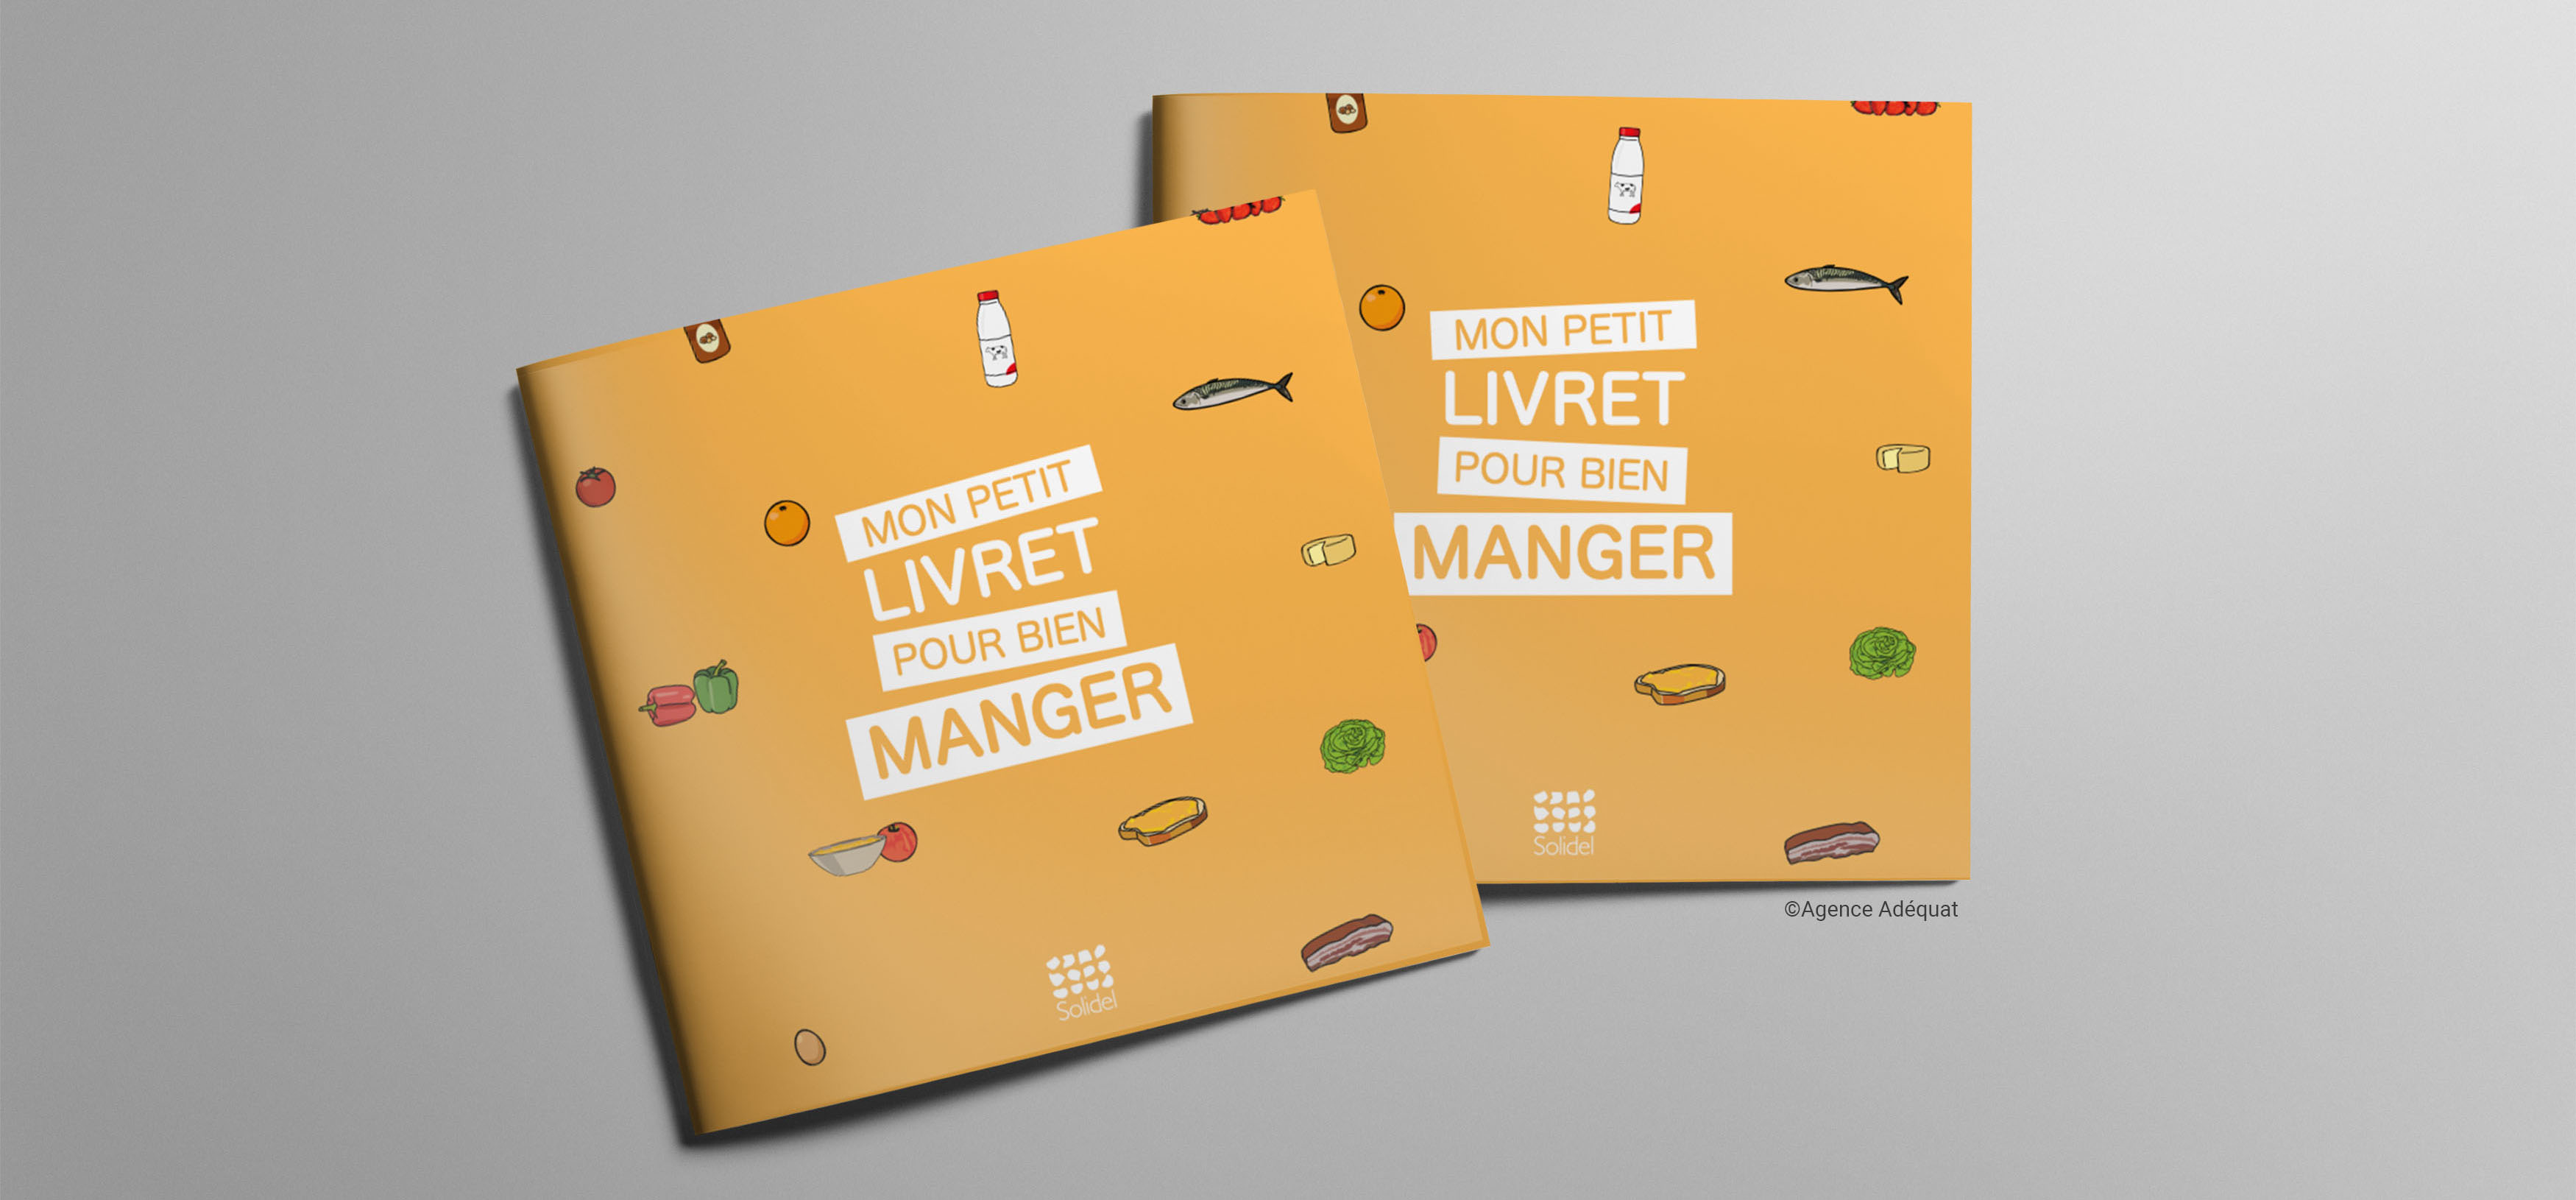 MON PETIT
LIVRET
POUR BIEN
MANGER
Solidel
MON PETIT
LIVRET
POUR BIEN
MANGER
Solidel
©Agence Adéquat